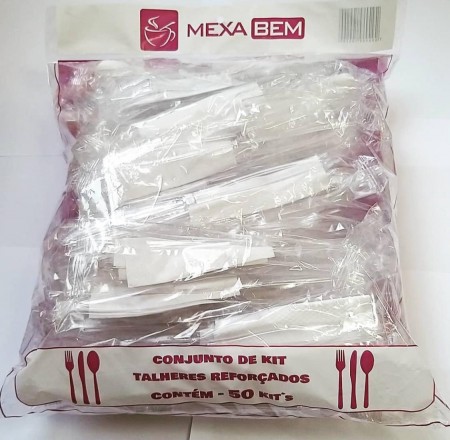 MEXA BEM
CONJUNTO DE KIT
TALHERES REFORÇADOS
CONTÉM - 50 KIT'S